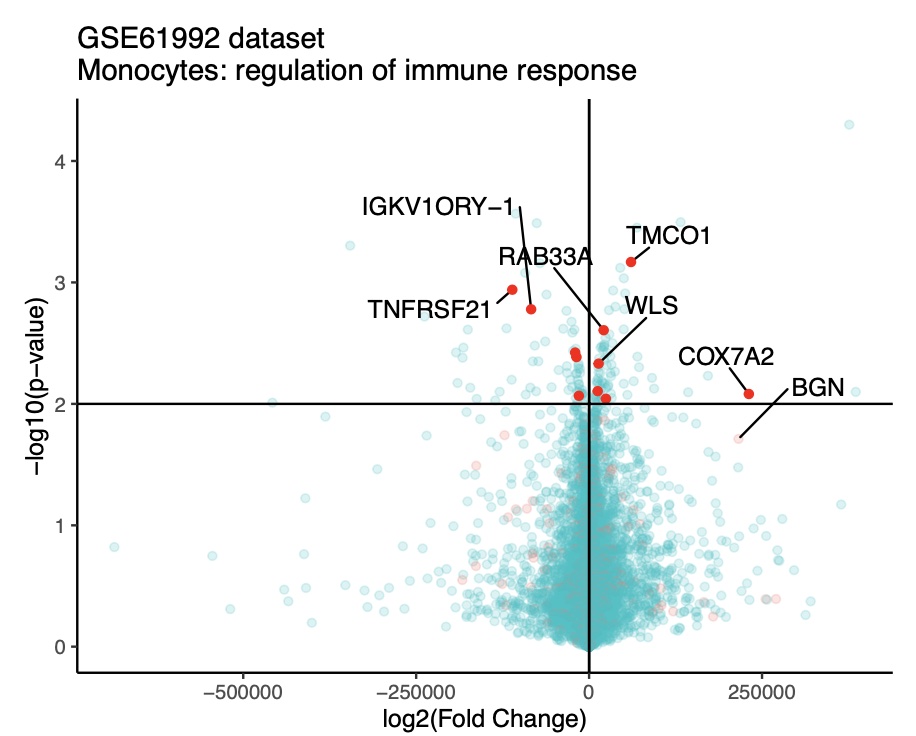 GSE61992 dataset
Monocytes: regulation of immune response
−log10(p−value)
4
3
2
1
0
IGKV1ORY−1
RAB33A
TMCO1
TNFRSF21
WLS
COX7A2
BGN
−500000
−250000
0
250000
log2(Fold Change)